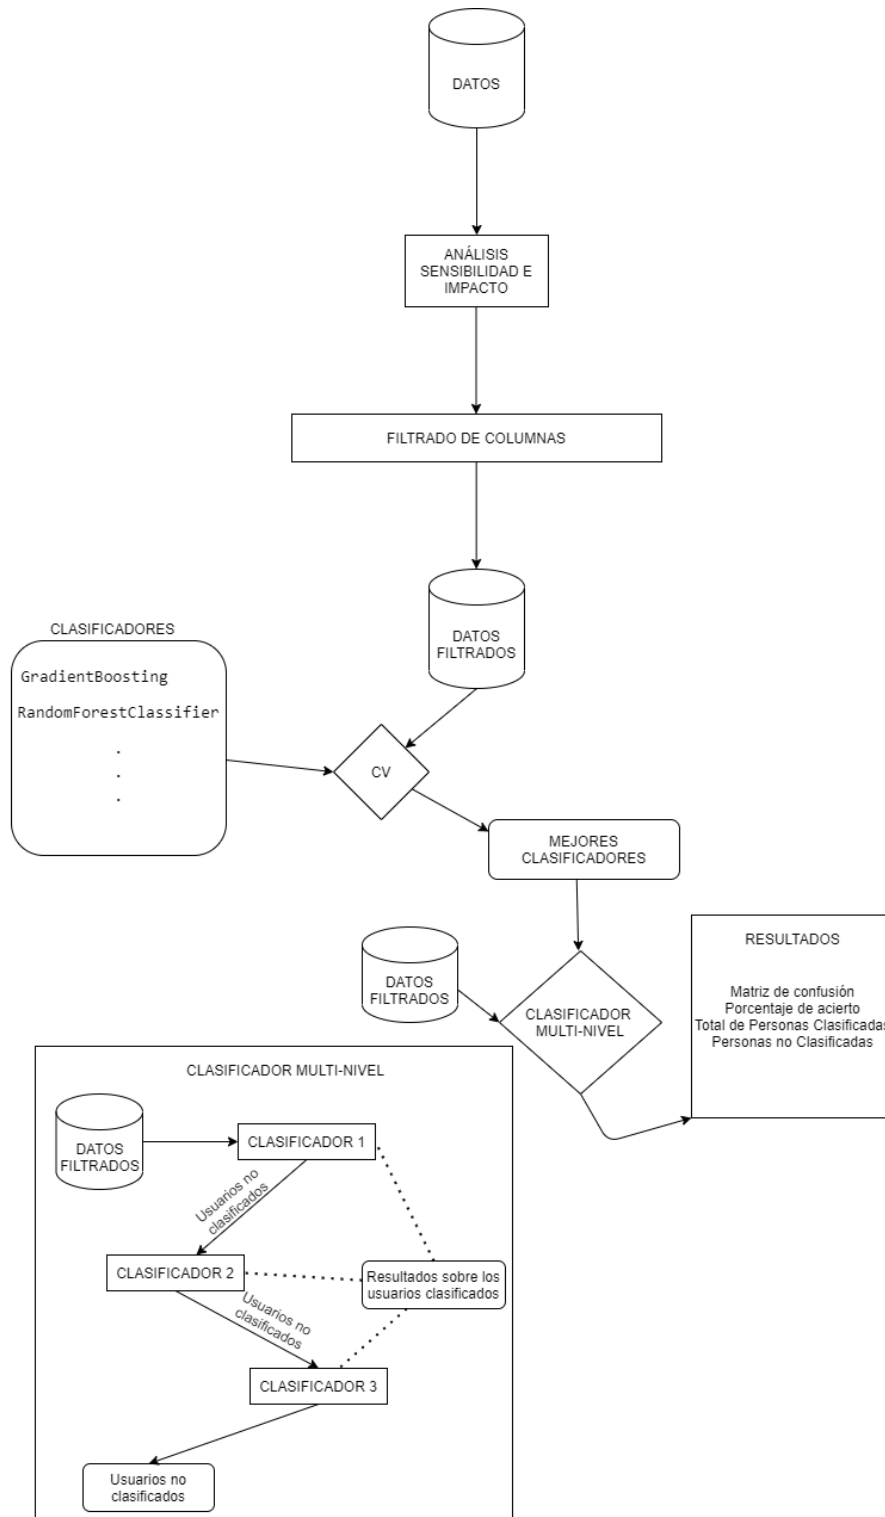 DATOS
ANÁLISIS
SENSIBILIDAD E
IMPACTO
FILTRADO DE COLUMNAS
DATOS
FILTRADOS
CLASIFICADORES
GradientBoosting
RandomForestClassifier
.
.
.
CV
MEJORES
CLASIFICADORES
DATOS
FILTRADOS
CLASIFICADOR
MULTI-NIVEL
RESULTADOS
Matriz de confusión
Porcentaje de acierto
Total de Personas Clasificadas
Personas no Clasificadas
CLASIFICADOR MULTI-NIVEL
DATOS
FILTRADOS
CLASIFICADOR 1
Usuarios no
clasificados
CLASIFICADOR 2
Resultados sobre los
usuarios clasificados
Usuarios no
clasificados
CLASIFICADOR 3
Usuarios no
clasificados